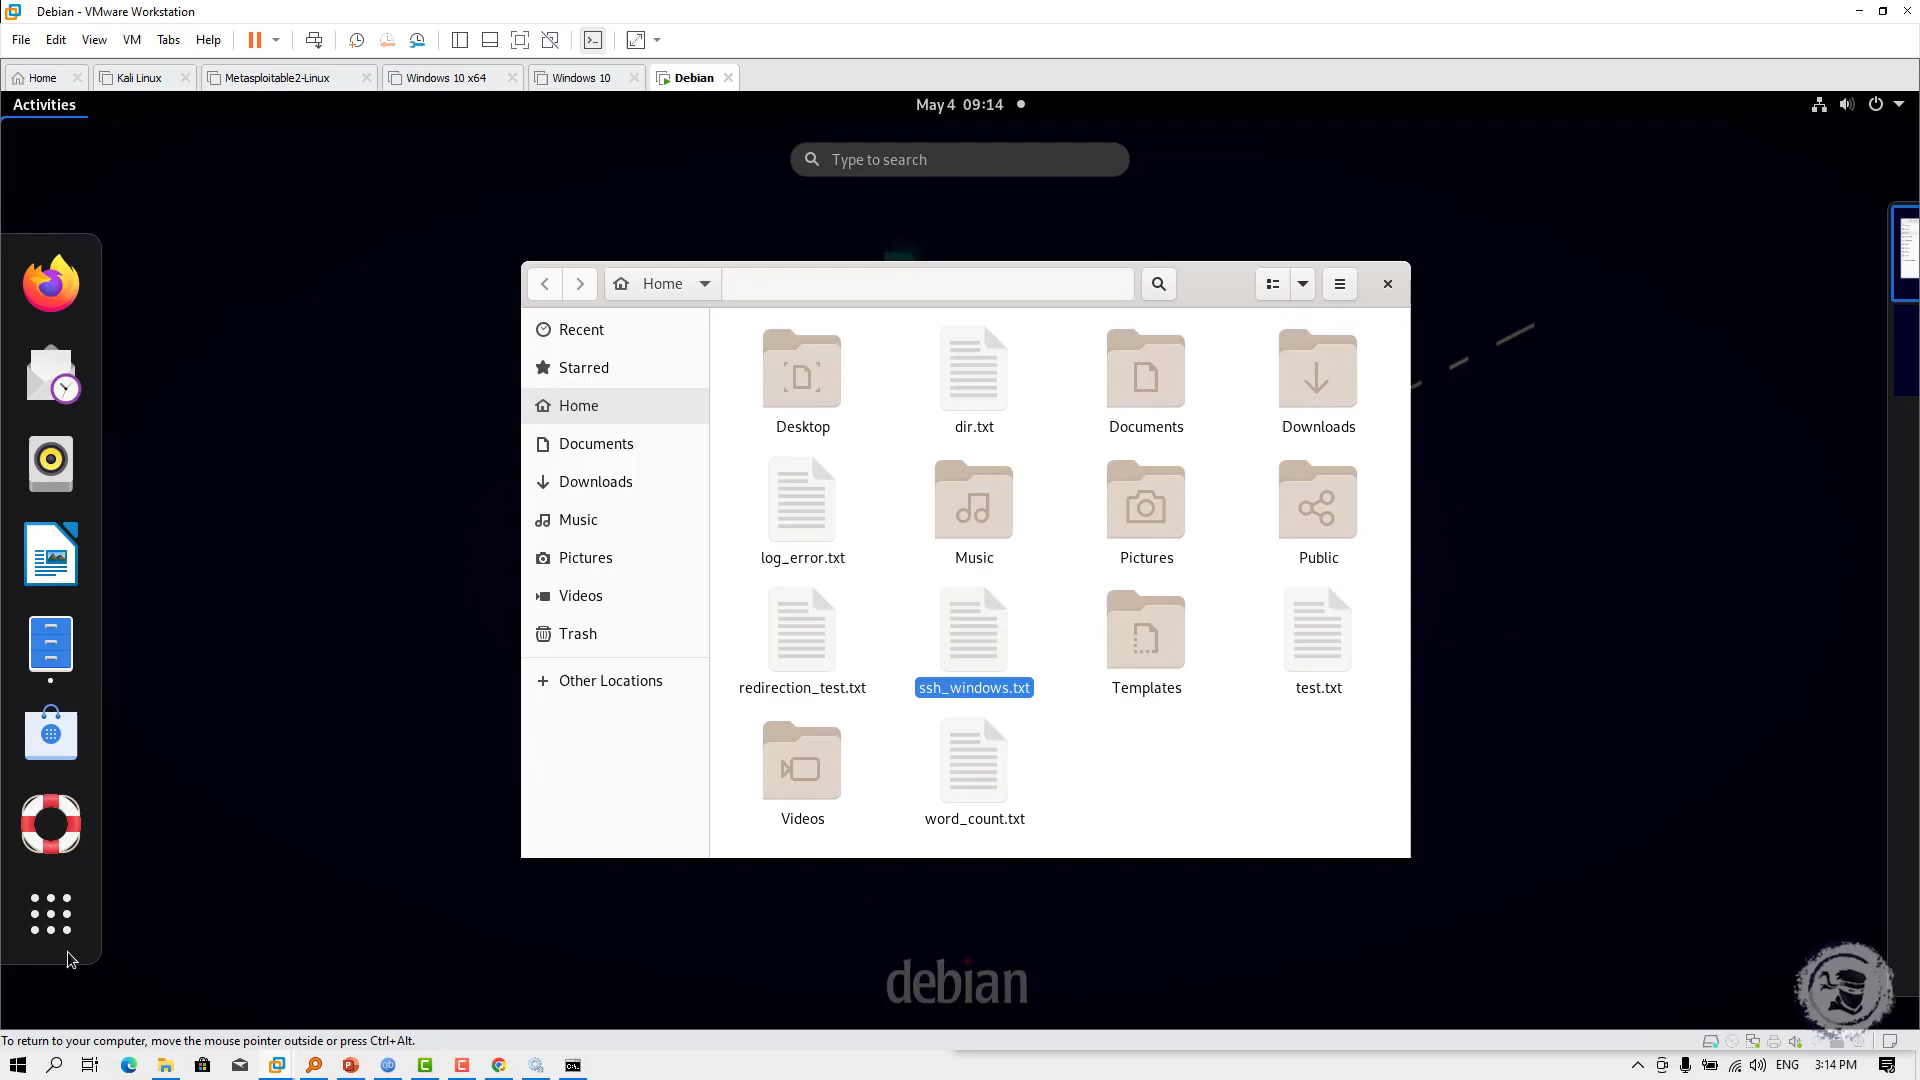 Debian - VMware Workstation
File Edit View VM Tabs Help
Home Kali Linux Metasploitable2-Linux Windows 10 x64 Windows 10 Debian
Activities May 4 09:14
Type to search
Home
Recent
Starred
Home
Documents
Downloads
Music
Pictures
Videos
Trash
Other Locations
Desktop dir.txt Documents Downloads
log_error.txt Music Pictures Public
redirection_test.txt ssh_windows.txt Templates test.txt
Videos word_count.txt
debian
To return to your computer, move the mouse pointer outside or press Ctrl+Alt.
ENG 3:14 PM